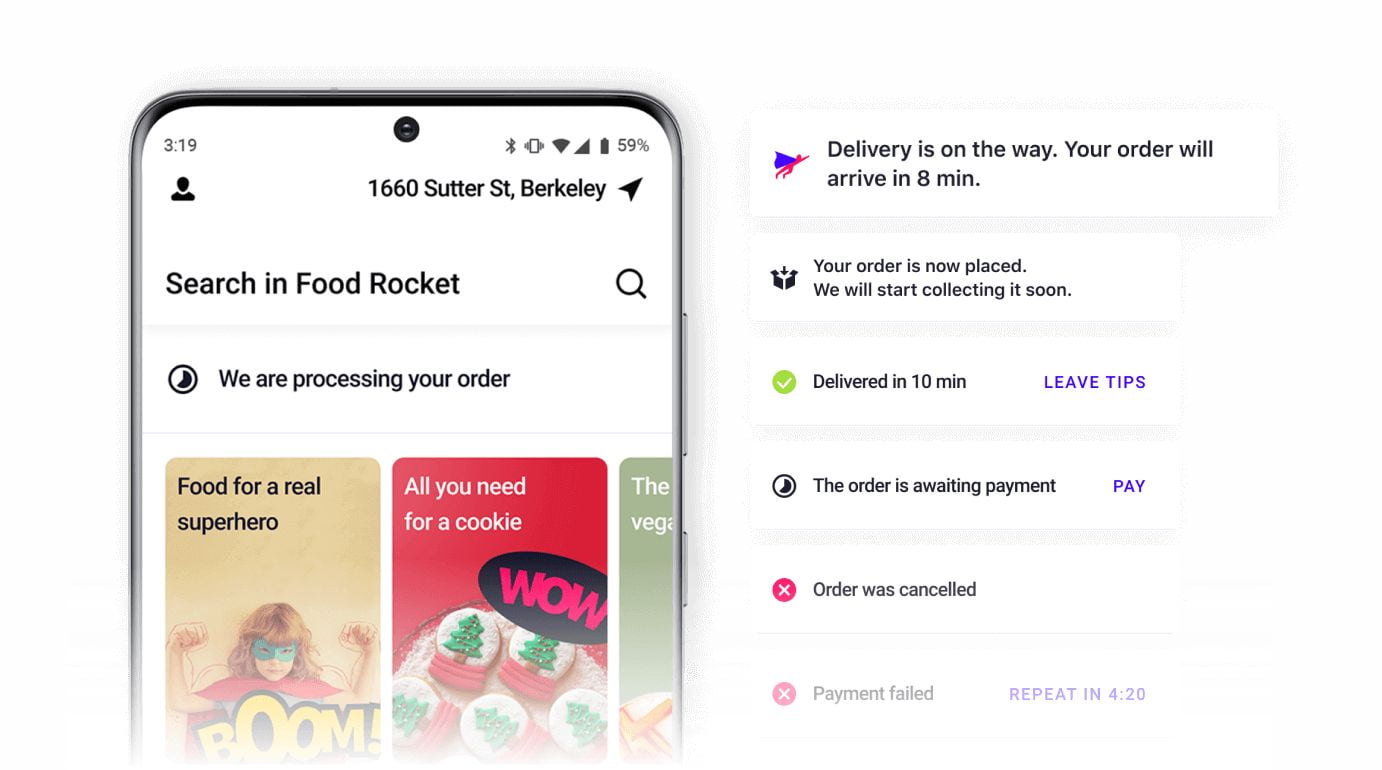 3:19
59%
1660 Sutter St, Berkeley
Search in Food Rocket
We are processing your order
Food for a real
superhero
BOOM!
All you need
for a cookie
WOW
The
vega
Delivery is on the way. Your order will
arrive in 8 min.
Your order is now placed.
We will start collecting it soon.
Delivered in 10 min
LEAVE TIPS
The order is awaiting payment
PAY
Order was cancelled
Payment failed
REPEAT IN 4:20